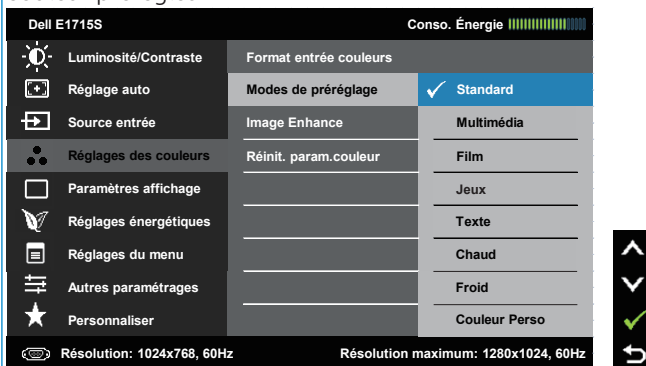 Dell E1715S Conso. Énergie
Luminosité/Contraste Format entrée couleurs
Réglage auto Modes de préréglage Standard
Source entrée Image Enhance Multimédia
Réglages des couleurs Réinit. param.couleur Film
Paramètres affichage Jeux
Réglages énergétiques Texte
Réglages du menu Chaud
Autres paramétrages Froid
Personnaliser Couleur Perso
Résolution: 1024x768, 60Hz Résolution maximum: 1280x1024, 60Hz